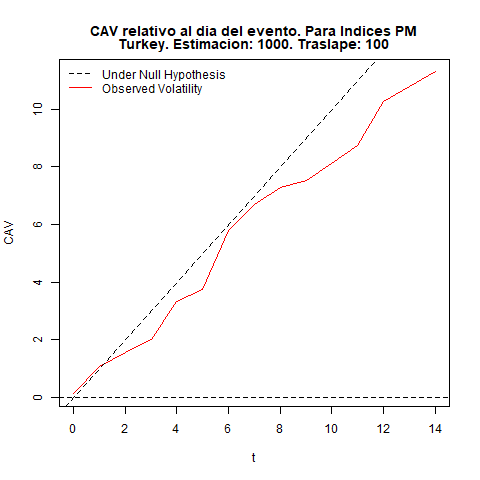 CAV relativo al dia del evento. Para Indices PM
Turkey. Estimacion: 1000. Traslape: 100
Under Null Hypothesis
Observed Volatility
10
8
6
4
2
0
CAV
0 2 4 6 8 10 12 14
t